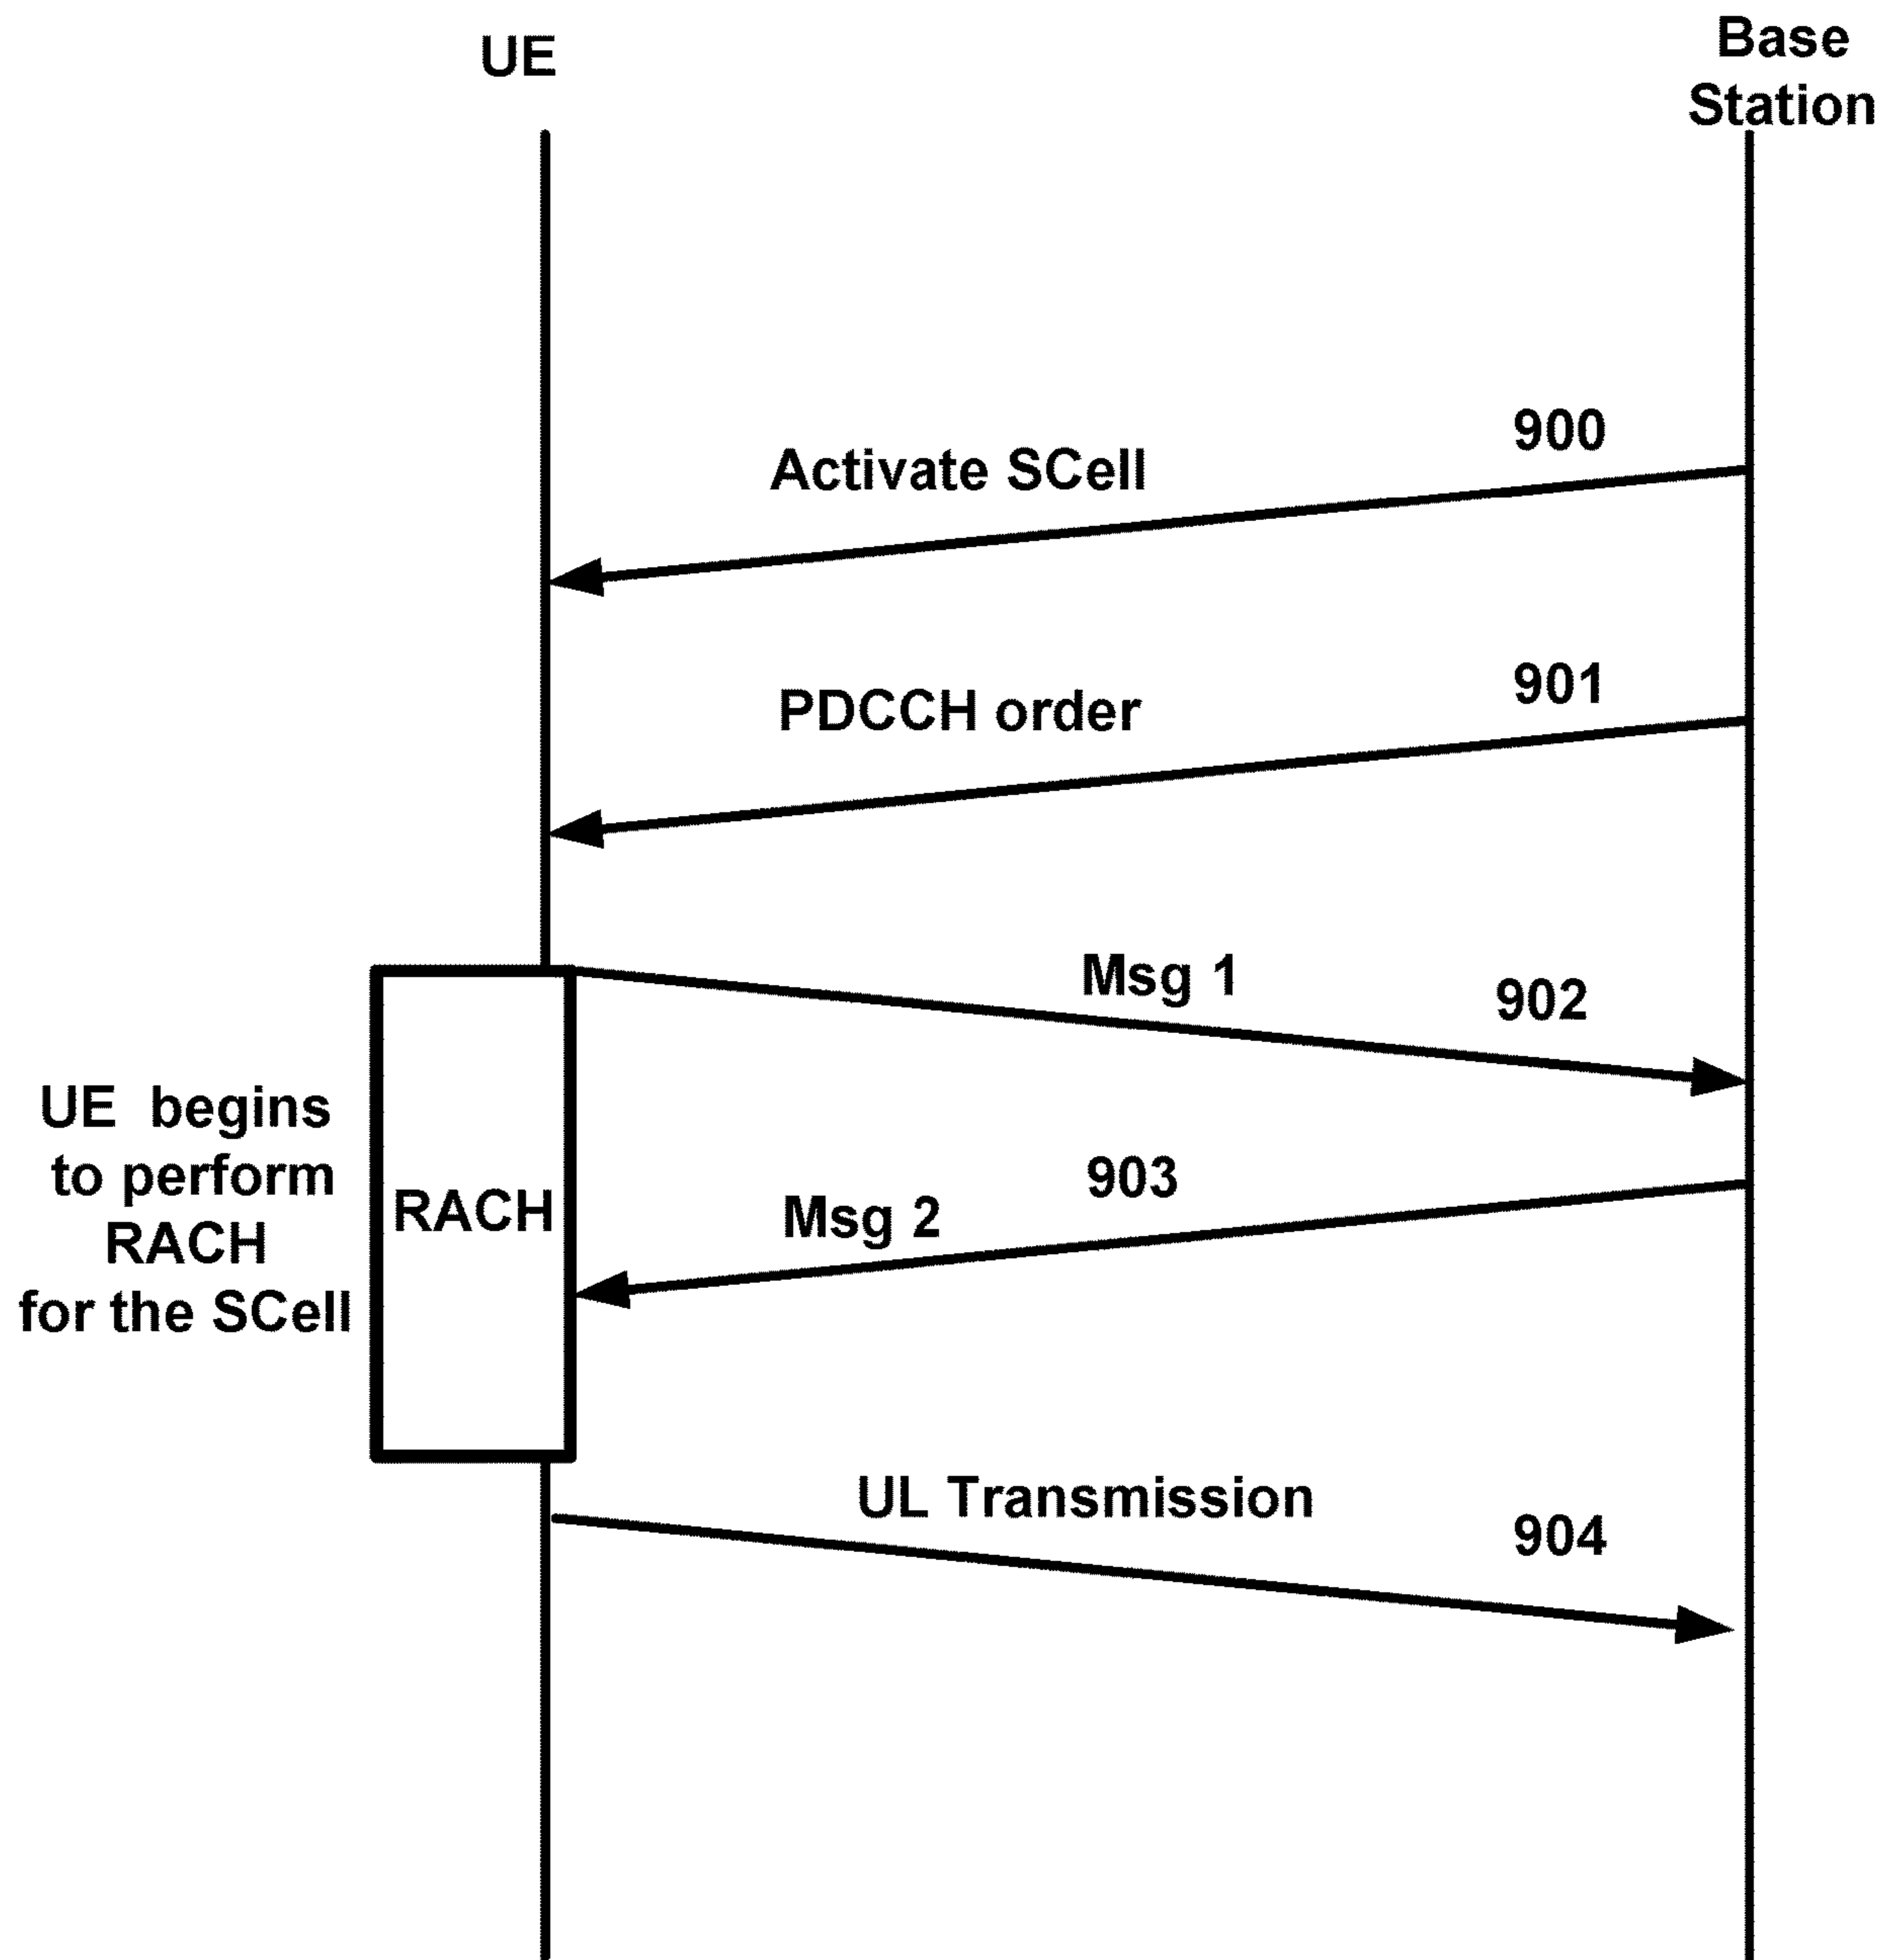 UE
Base
Station
900
Activate SCell
901
PDCCH order
Msg 1
902
UE begins
to perform
RACH
for the SCell
RACH
903
Msg 2
UL Transmission
904